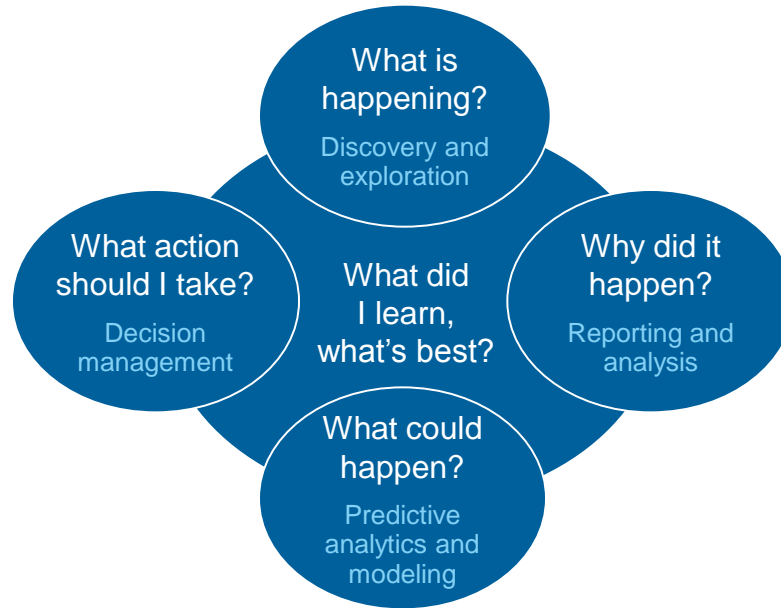 What is
happening?
Discovery and
exploration
What action
should I take?
Decision
management
What did
I learn,
what's best?
Why did it
happen?
Reporting and
analysis
What could
happen?
Predictive
analytics and
modeling